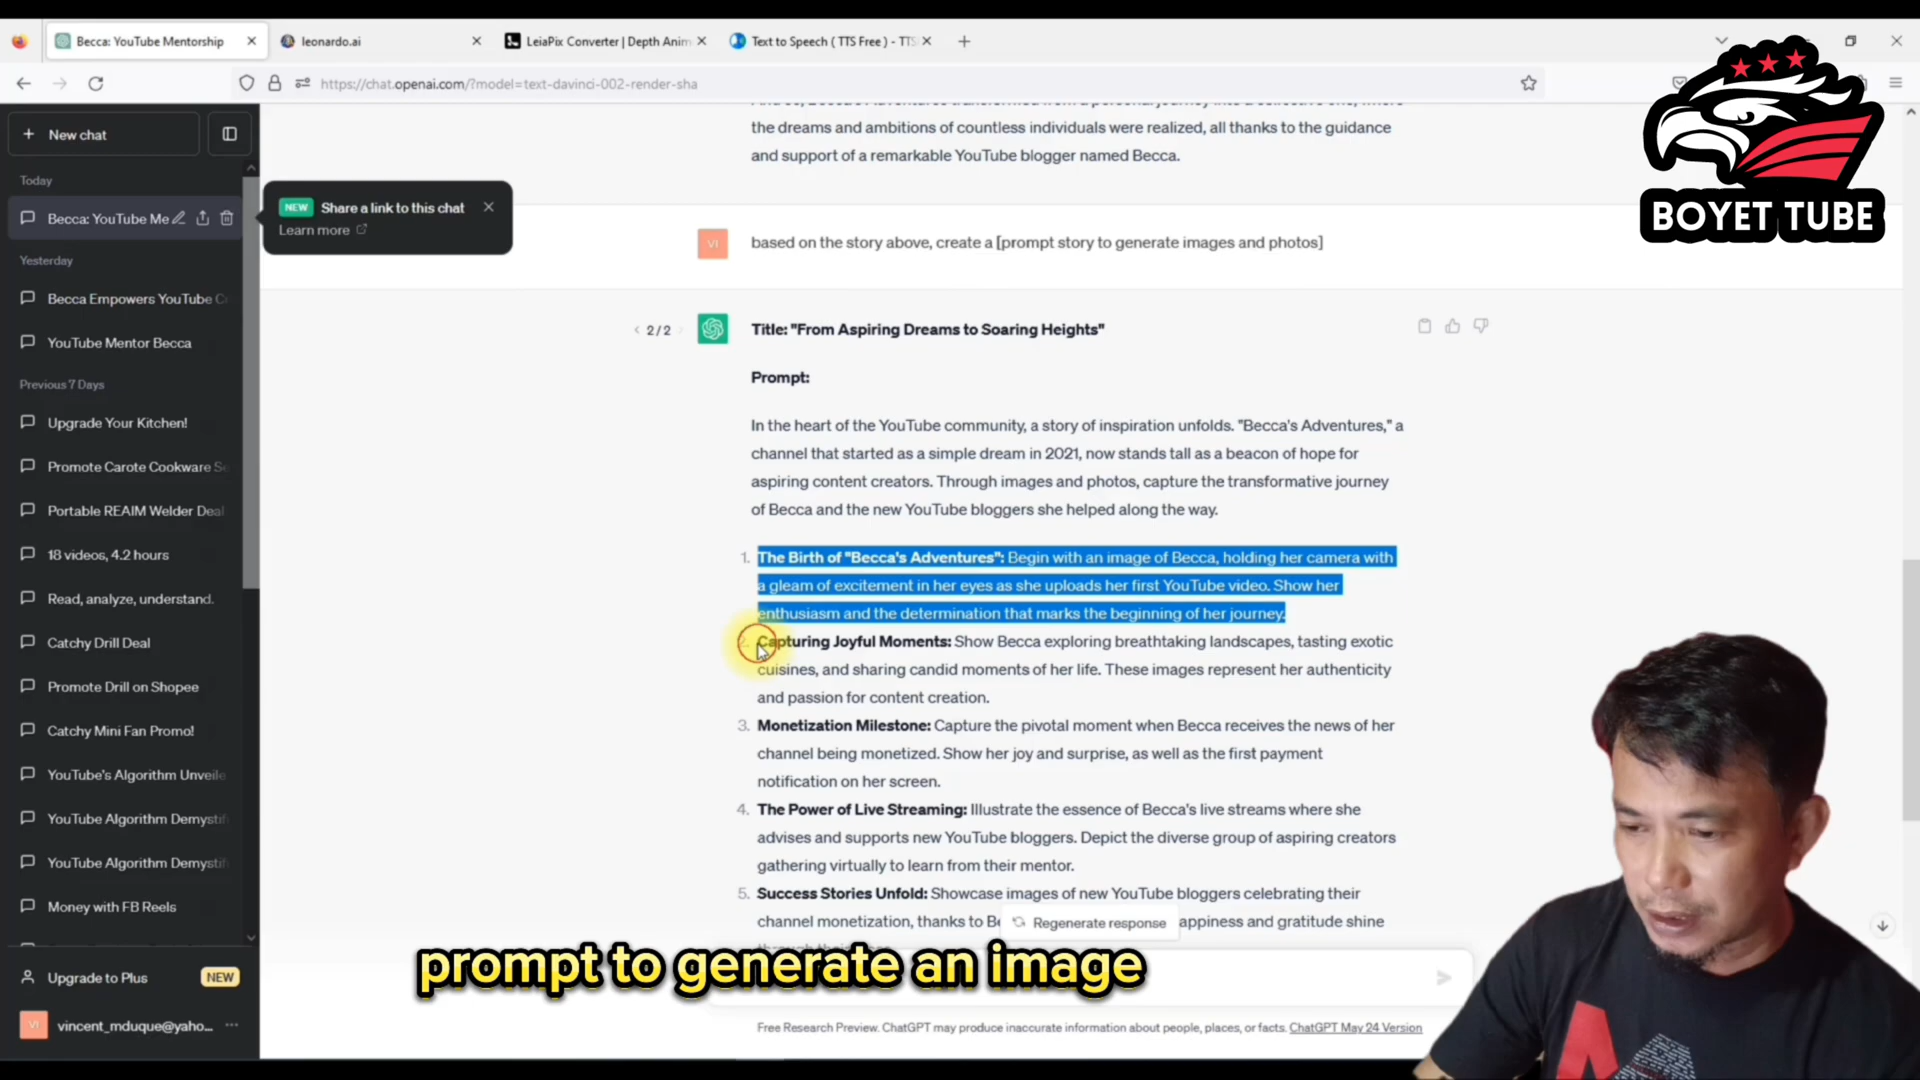 Becca: YouTube Mentorship
leonardo.ai
LeiaPix Converter | Depth Anim
Text to Speech ( TTS Free ) - TTS
https://chat.openai.com/?model=text-davinci-002-render-sha
New chat
Today
Becca: YouTube Me
Yesterday
Becca Empowers YouTube C
YouTube Mentor Becca
Previous 7 Days
Upgrade Your Kitchen!
Promote Carote Cookware S
Portable REAIM Welder Deal
18 videos, 4.2 hours
Read, analyze, understand.
Catchy Drill Deal
Promote Drill on Shopee
Catchy Mini Fan Promo!
YouTube's Algorithm Unveile
YouTube Algorithm Demysti
YouTube Algorithm Demysti
Money with FB Reels
Upgrade to Plus
NEW
vincent_mduque@yaho...
NEW Share a link to this chat
Learn more
the dreams and ambitions of countless individuals were realized, all thanks to the guidance
and support of a remarkable YouTube blogger named Becca.
VI
based on the story above, create a [prompt story to generate images and photos]
2 / 2
Title: "From Aspiring Dreams to Soaring Heights"
Prompt:
In the heart of the YouTube community, a story of inspiration unfolds. "Becca's Adventures," a
channel that started as a simple dream in 2021, now stands tall as a beacon of hope for
aspiring content creators. Through images and photos, capture the transformative journey
of Becca and the new YouTube bloggers she helped along the way.
1. The Birth of "Becca's Adventures": Begin with an image of Becca, holding her camera with
a gleam of excitement in her eyes as she uploads her first YouTube video. Show her
enthusiasm and the determination that marks the beginning of her journey.
2. Capturing Joyful Moments: Show Becca exploring breathtaking landscapes, tasting exotic
cuisines, and sharing candid moments of her life. These images represent her authenticity
and passion for content creation.
3. Monetization Milestone: Capture the pivotal moment when Becca receives the news of her
channel being monetized. Show her joy and surprise, as well as the first payment
notification on her screen.
4. The Power of Live Streaming: Illustrate the essence of Becca's live streams where she
advises and supports new YouTube bloggers. Depict the diverse group of aspiring creators
gathering virtually to learn from their mentor.
5. Success Stories Unfold: Showcase images of new YouTube bloggers celebrating their
channel monetization, thanks to Be
Regenerate response
appiness and gratitude shine
prompt to generate an image
Free Research Preview. ChatGPT may produce inaccurate information about people, places, or facts. ChatGPT May 24 Version
VI
BOYET TUBE